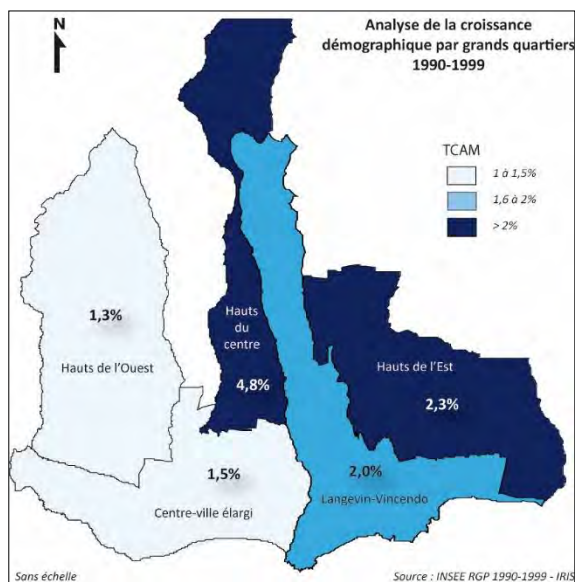 N
Analyse de la croissance
démographique par grands quartiers
1990-1999
TCAM
1 à 1,5%
1,6 à 2%
> 2%
1,3%
Hauts de l'Ouest
Hauts
du
centre
4,8%
Hauts de l'Est
2,3%
1,5%
Centre-ville élargi
2,0%
Langevin-Vincendo
Sans échelle
Source : INSEE RGP 1990-1999 - IRIS